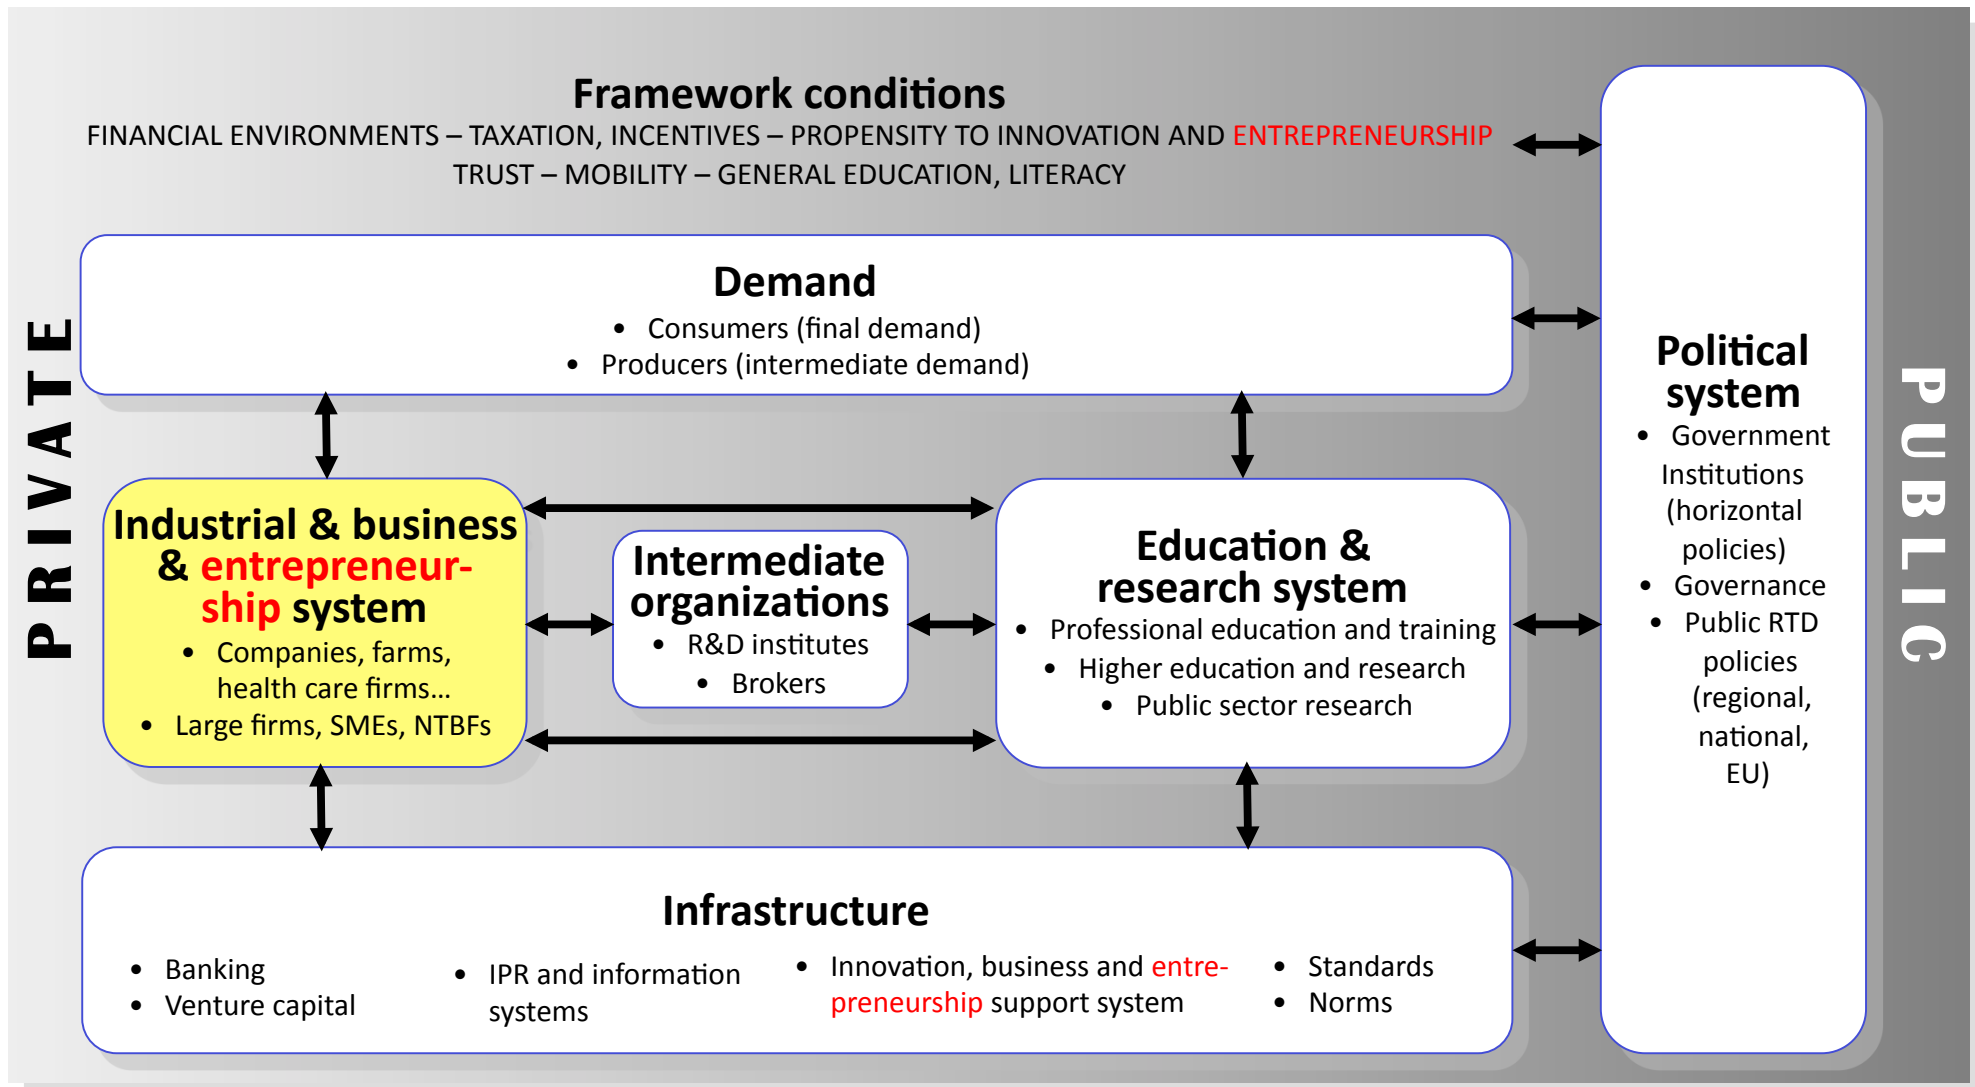 Framework conditions
FINANCIAL ENVIRONMENTS – TAXATION, INCENTIVES – PROPENSITY TO INNOVATION AND ENTREPRENEURSHIP
TRUST – MOBILITY – GENERAL EDUCATION, LITERACY
PRIVATE
Demand
• Consumers (final demand)
• Producers (intermediate demand)
Industrial & business
& entrepreneur-
ship system
• Companies, farms,
health care firms...
• Large firms, SMEs, NTBFs
Intermediate
organizations
• R&D institutes
• Brokers
Education &
research system
• Professional education and training
• Higher education and research
• Public sector research
Infrastructure
• Banking
• Venture capital
• IPR and information
systems
• Innovation, business and entre-
preneurship support system
• Standards
• Norms
Political
system
• Government
Institutions
(horizontal
policies)
• Governance
• Public RTD
policies
(regional,
national,
EU)
PUBLIC